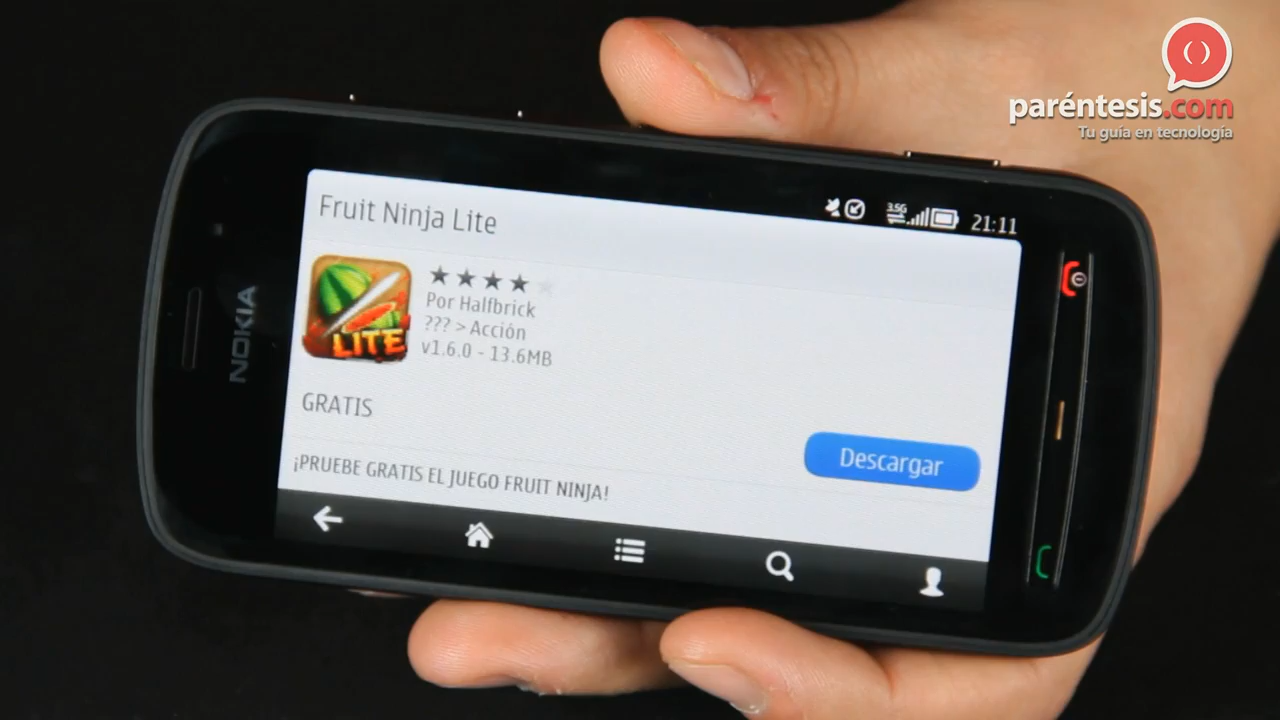 paréntesis.com
Tu guía en tecnología
NOKIA
3.5G
21:11
Fruit Ninja Lite
LITE
Por Halfbrick
??? > Acción
v1.6.0 - 13.6MB
GRATIS
Descargar
¡PRUEBE GRATIS EL JUEGO FRUIT NINJA!